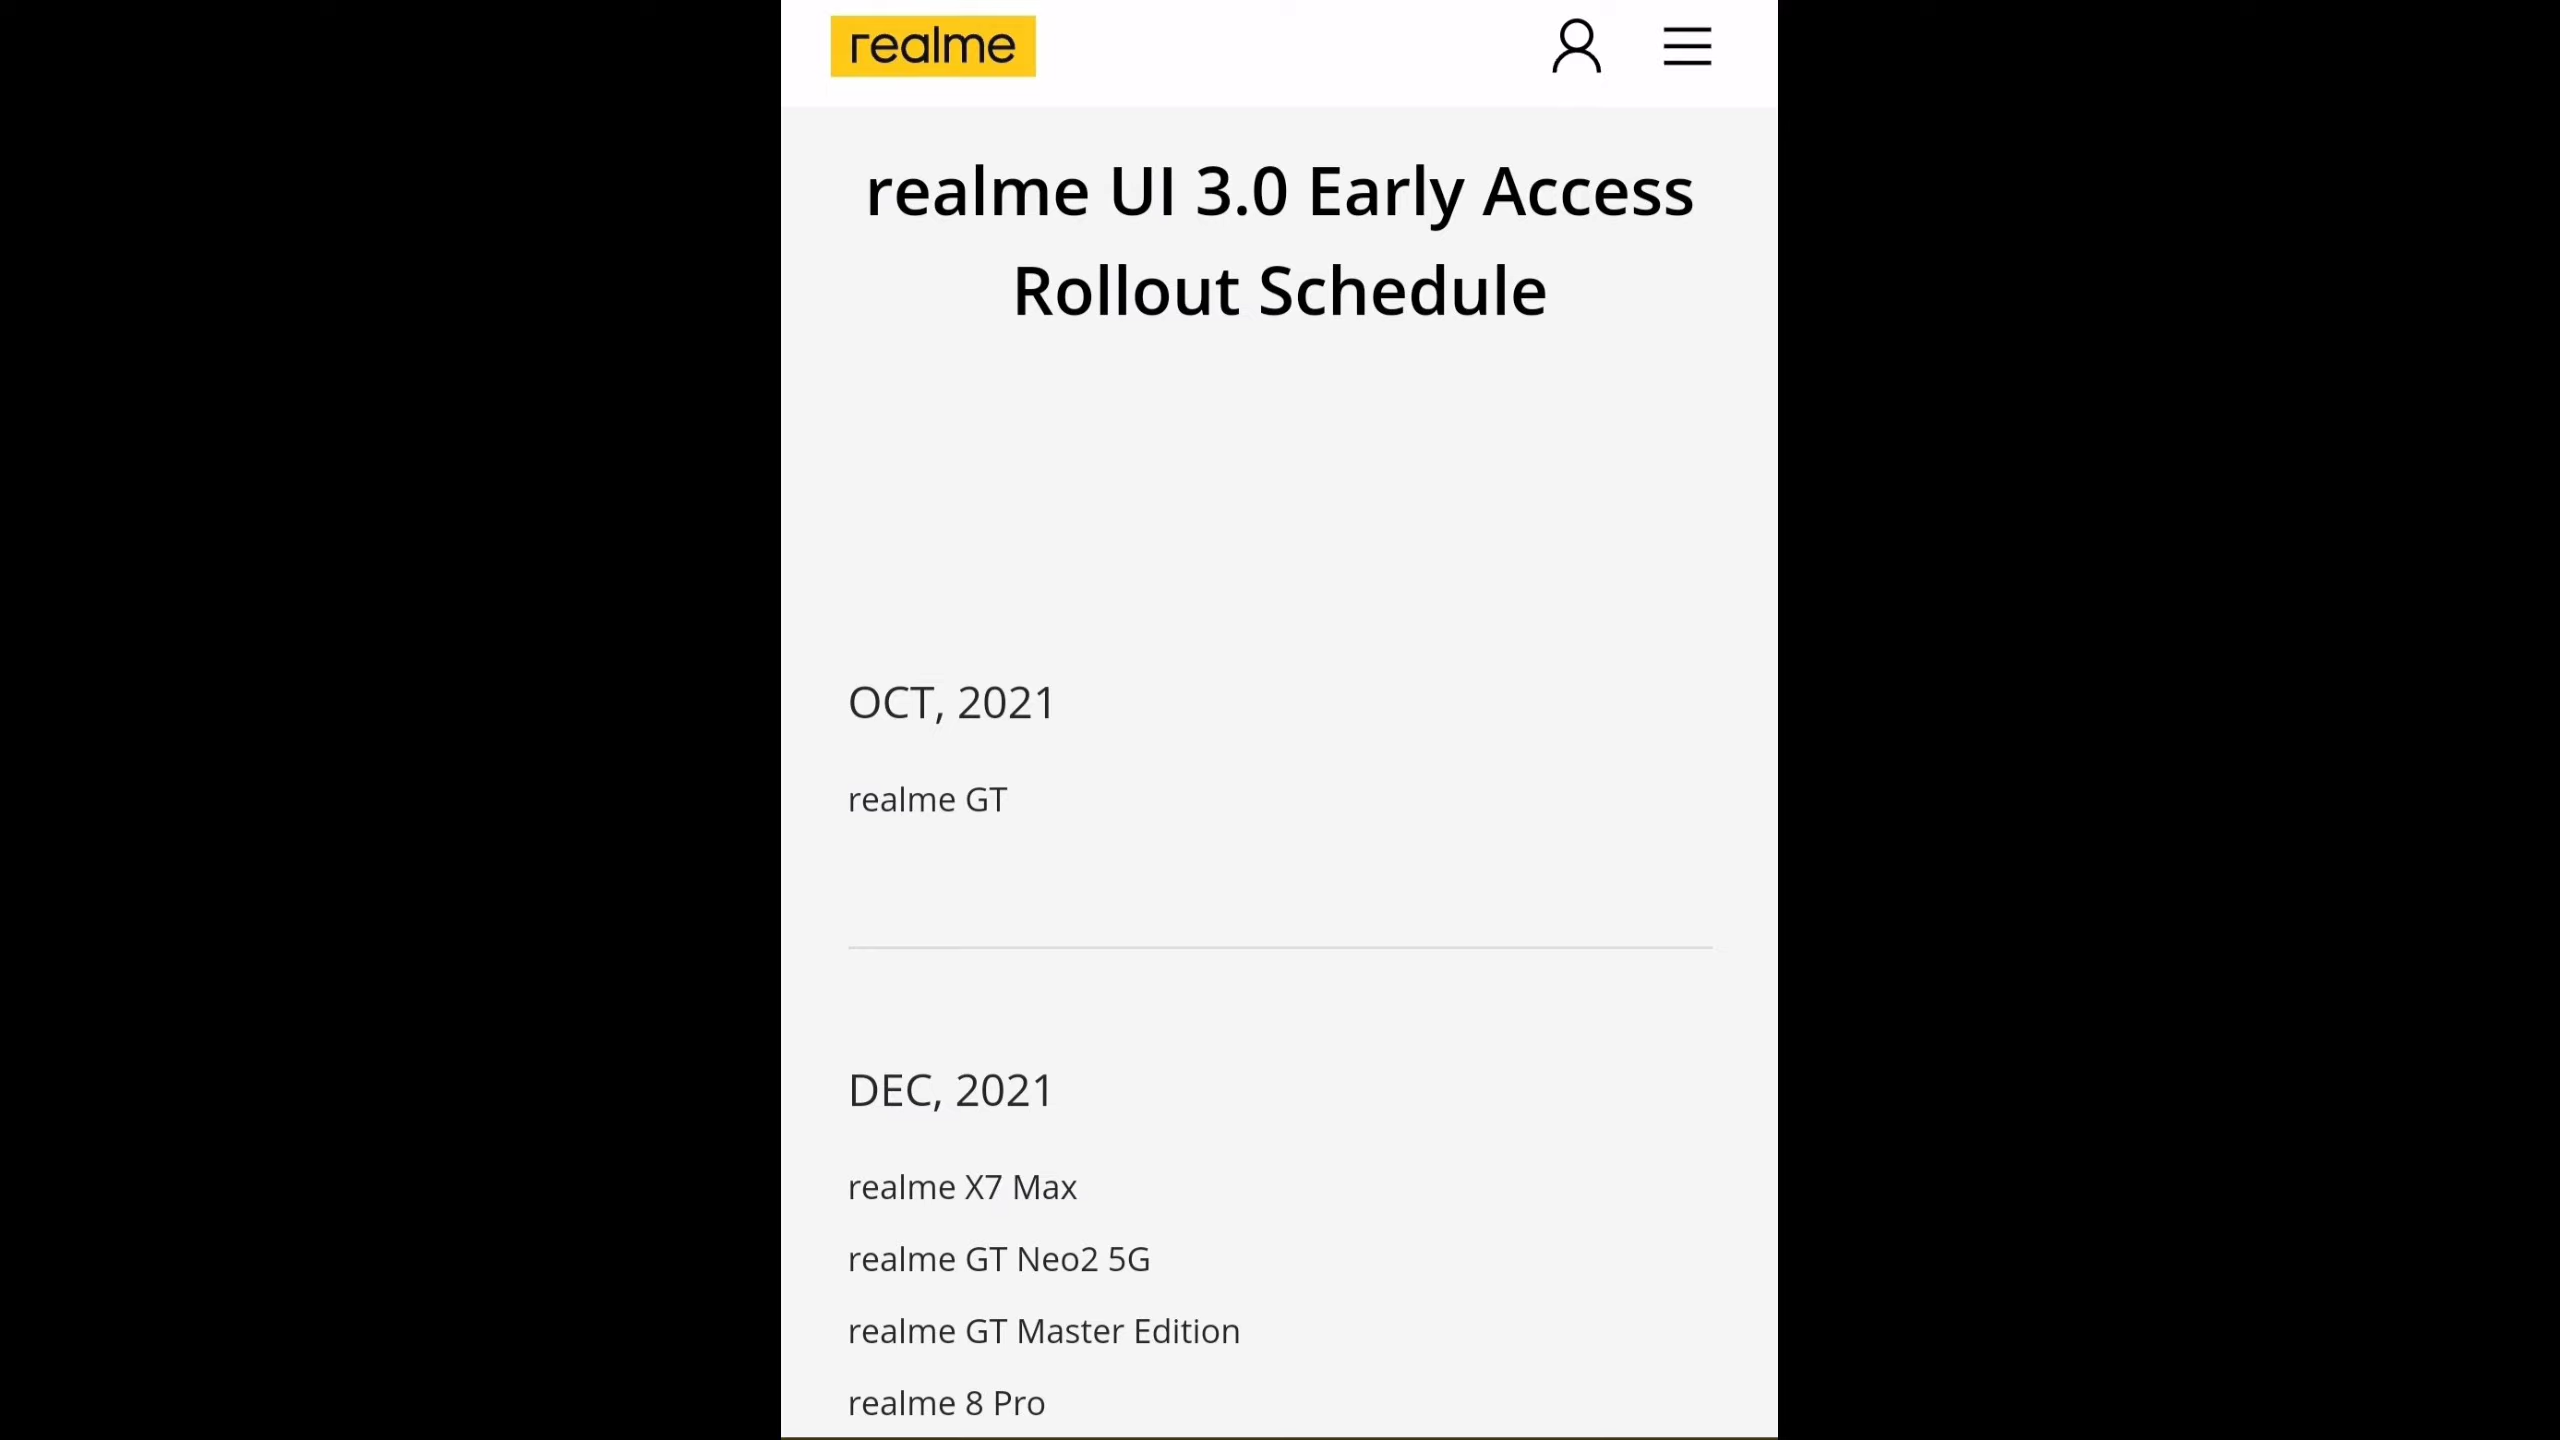 realme
realme UI 3.0 Early Access
Rollout Schedule
OCT, 2021
realme GT
DEC, 2021
realme X7 Max
realme GT Neo2 5G
realme GT Master Edition
realme 8 Pro